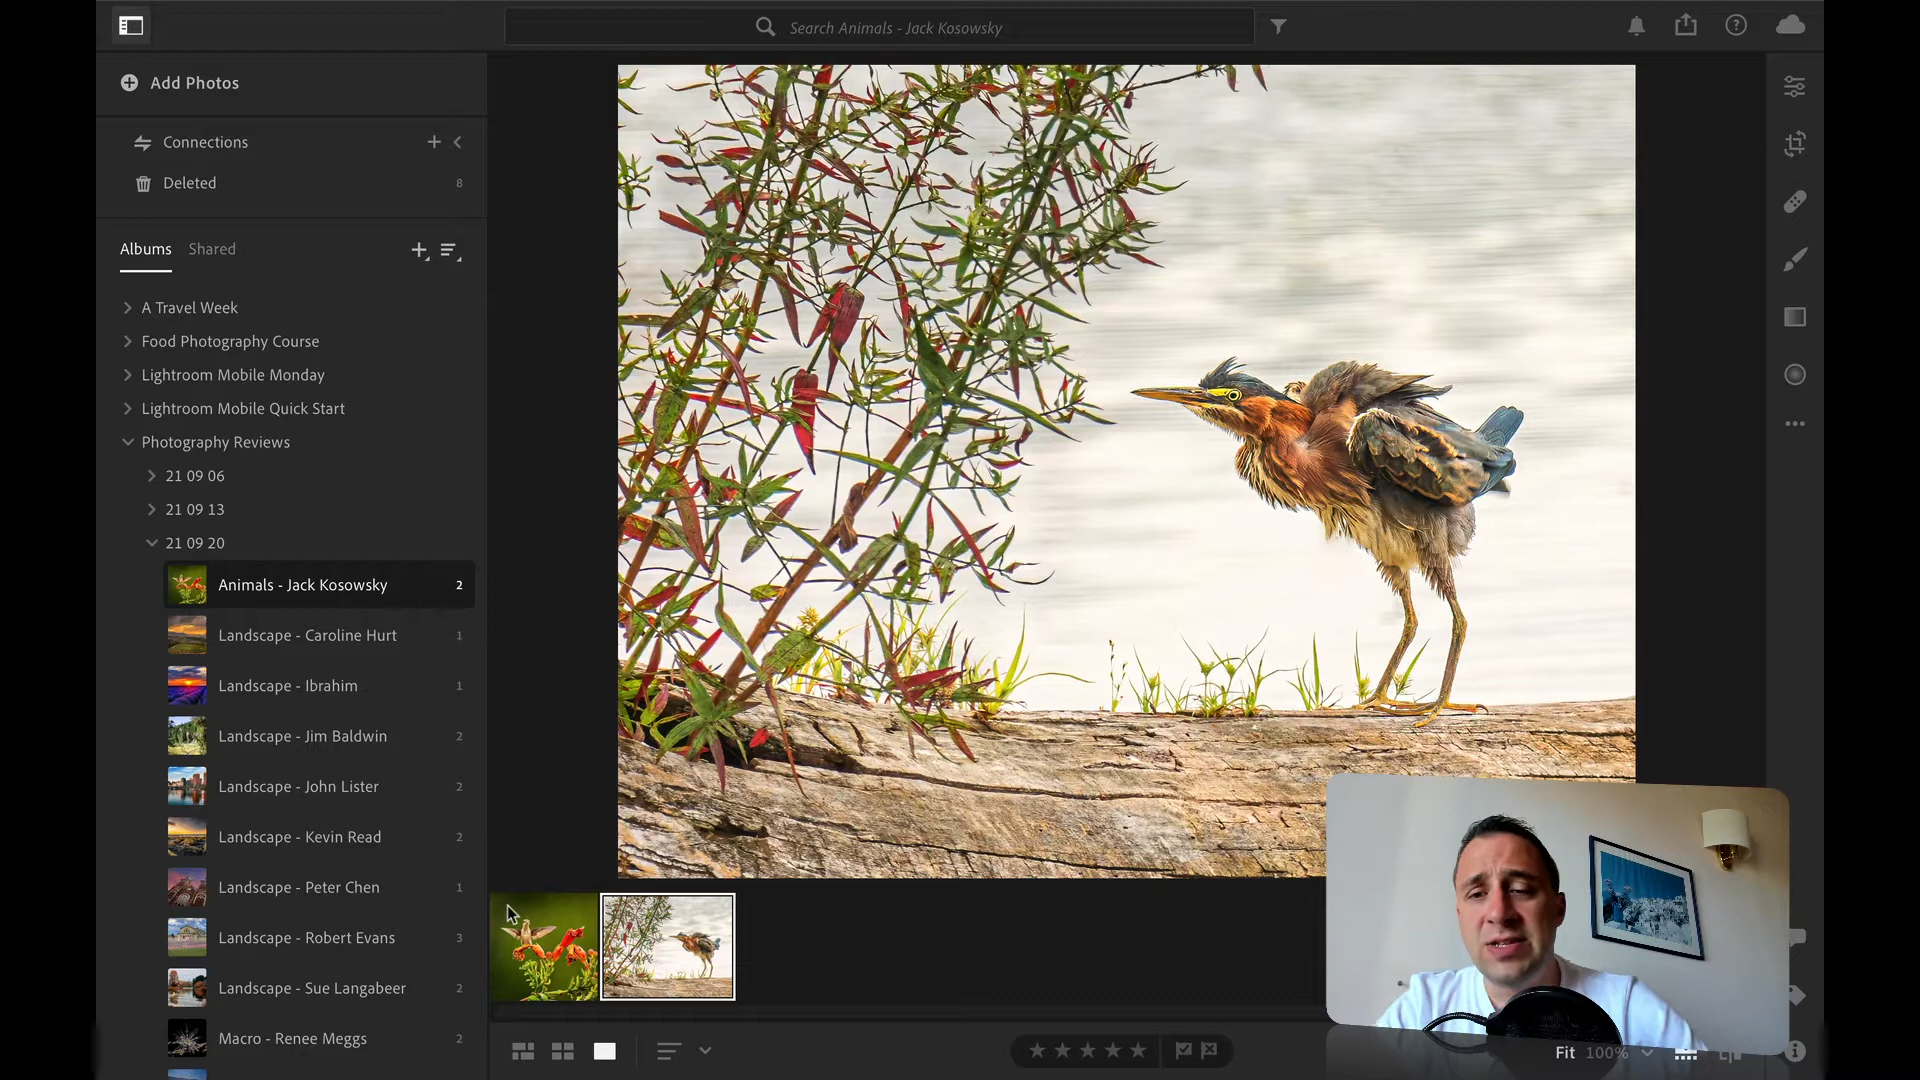 Search Animals - Jack Kosowsky
Add Photos
Connections
Deleted 8
Albums Shared
A Travel Week
Food Photography Course
Lightroom Mobile Monday
Lightroom Mobile Quick Start
Photography Reviews
21 09 06
21 09 13
21 09 20
Animals - Jack Kosowsky 2
Landscape - Caroline Hurt 1
Landscape - Ibrahim 1
Landscape - Jim Baldwin 2
Landscape - John Lister 2
Landscape - Kevin Read 2
Landscape - Peter Chen 1
Landscape - Robert Evans 3
Landscape - Sue Langabeer 2
Macro - Renee Meggs 2
Fit 100%